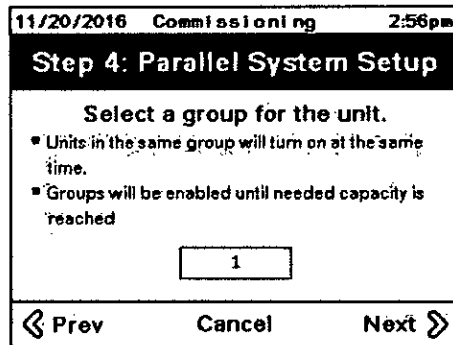 11/20/2016 Commissioning 2:56pm
Step 4: Parallel System Setup
Select a group for the unit.
▪ Units in the same group will turn on at the same
time.
▪ Groups will be enabled until needed capacity is
reached
1
« Prev Cancel Next »